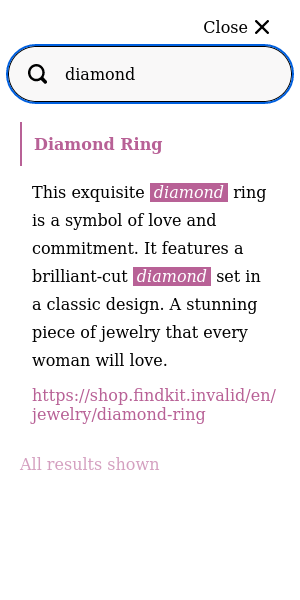 Close
diamond
Diamond Ring
This exquisite diamond ring
is a symbol of love and
commitment. It features a
brilliant-cut diamond set in
a classic design. A stunning
piece of jewelry that every
woman will love.
https://shop.findkit.invalid/en/
jewelry/diamond-ring
All results shown